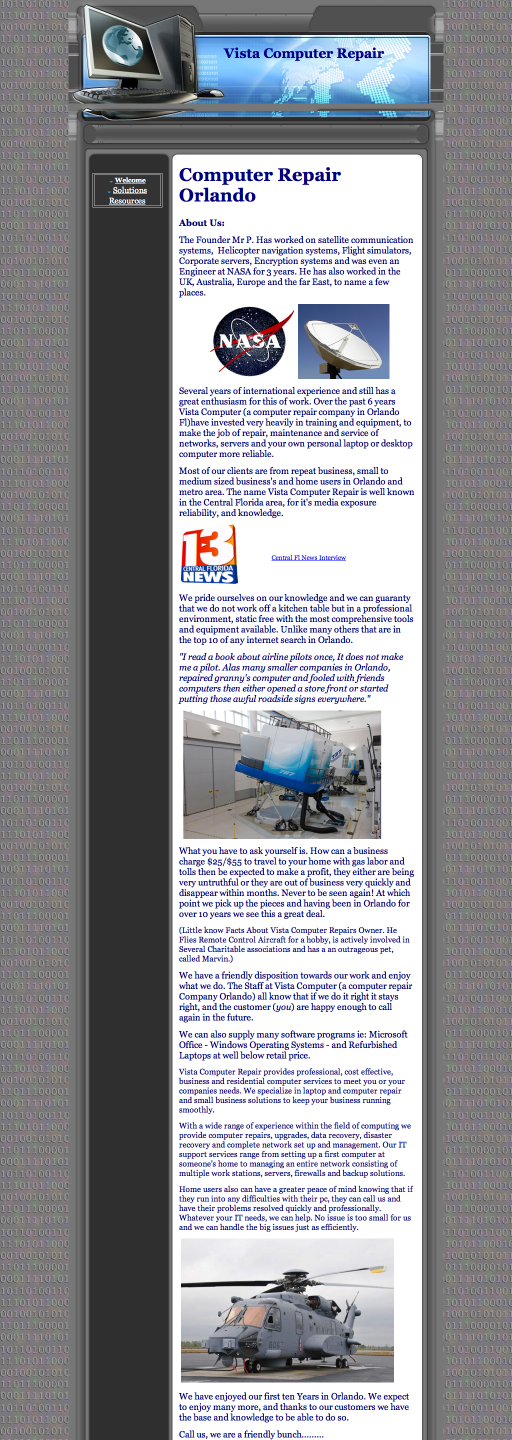 Vista Computer Repair
Welcome
Solutions
Resources
Computer Repair
Orlando
About Us:
The Founder Mr P. Has worked on satellite communication
systems,  Helicopter navigation systems, Flight simulators,
Corporate servers, Encryption systems and was even an
Engineer at NASA for 3 years. He has also worked in the
UK, Australia, Europe and the far East, to name a few
places.
NASA
Several years of international experience and still has a
great enthusiasm for this of work. Over the past 6 years
Vista Computer (a computer repair company in Orlando
Fl)have invested very heavily in training and equipment, to
make the job of repair, maintenance and service of
networks, servers and your own personal laptop or desktop
computer more reliable.
Most of our clients are from repeat business, small to
medium sized business's and home users in Orlando and
metro area. The name Vista Computer Repair is well known
in the Central Florida area, for it's media exposure
reliability, and knowledge.
13
CENTRAL FLORIDA
NEWS
Central Fl News Interview
We pride ourselves on our knowledge and we can guaranty
that we do not work off a kitchen table but in a professional
environment, static free with the most comprehensive tools
and equipment available. Unlike many others that are in
the top 10 of any internet search in Orlando.
"I read a book about airline pilots once, It does not make
me a pilot. Alas many smaller companies in Orlando,
repaired granny's computer and fooled with friends
computers then either opened a store front or started
putting those awful roadside signs everywhere."
787
What you have to ask yourself is. How can a business
charge $25/$55 to travel to your home with gas labor and
tolls then be expected to make a profit, they either are being
very untruthful or they are out of business very quickly and
disappear within months. Never to be seen again! At which
point we pick up the pieces and having been in Orlando for
over 10 years we see this a great deal.
(Little know Facts About Vista Computer Repairs Owner. He
Flies Remote Control Aircraft for a hobby, is actively involved in
Several Charitable associations and has a an outrageous pet,
called Marvin.)
We have a friendly disposition towards our work and enjoy
what we do. The Staff at Vista Computer (a computer repair
Company Orlando) all know that if we do it right it stays
right, and the customer (you) are happy enough to call
again in the future.
We can also supply many software programs ie: Microsoft
Office - Windows Operating Systems - and Refurbished
Laptops at well below retail price.
Vista Computer Repair provides professional, cost effective,
business and residential computer services to meet you or your
companies needs. We specialize in laptop and computer repair
and small business solutions to keep your business running
smoothly.
With a wide range of experience within the field of computing we
provide computer repairs, upgrades, data recovery, disaster
recovery and complete network set up and management. Our IT
support services range from setting up a first computer at
someone's home to managing an entire network consisting of
multiple work stations, servers, firewalls and backup solutions.
Home users also can have a greater peace of mind knowing that if
they run into any difficulties with their pc, they can call us and
have their problems resolved quickly and professionally.
Whatever your IT needs, we can help. No issue is too small for us
and we can handle the big issues just as efficiently.
We have enjoyed our first ten Years in Orlando. We expect
to enjoy many more, and thanks to our customers we have
the base and knowledge to be able to do so.
Call us, we are a friendly bunch.........